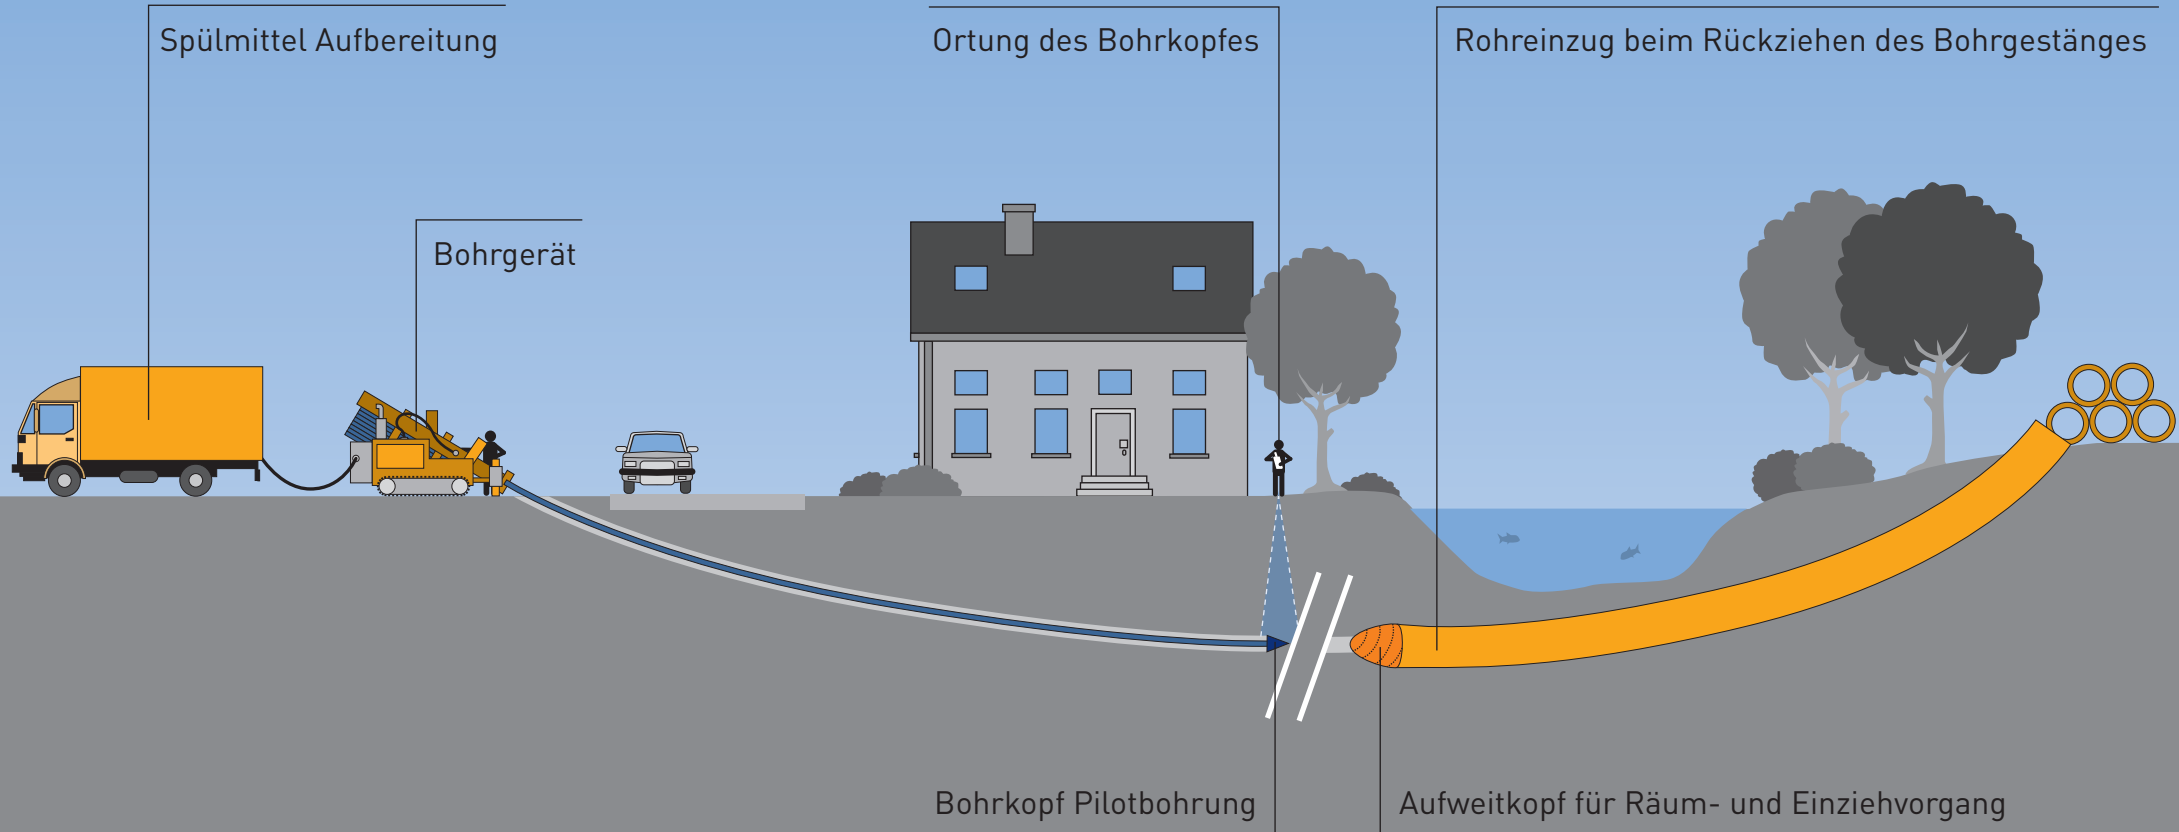 Spülmittel Aufbereitung
Ortung des Bohrkopfes
Rohreinzug beim Rückziehen des Bohrgestänges
Bohrgerät
Bohrkopf Pilotbohrung
Aufweitkopf für Räum- und Einziehvorgang